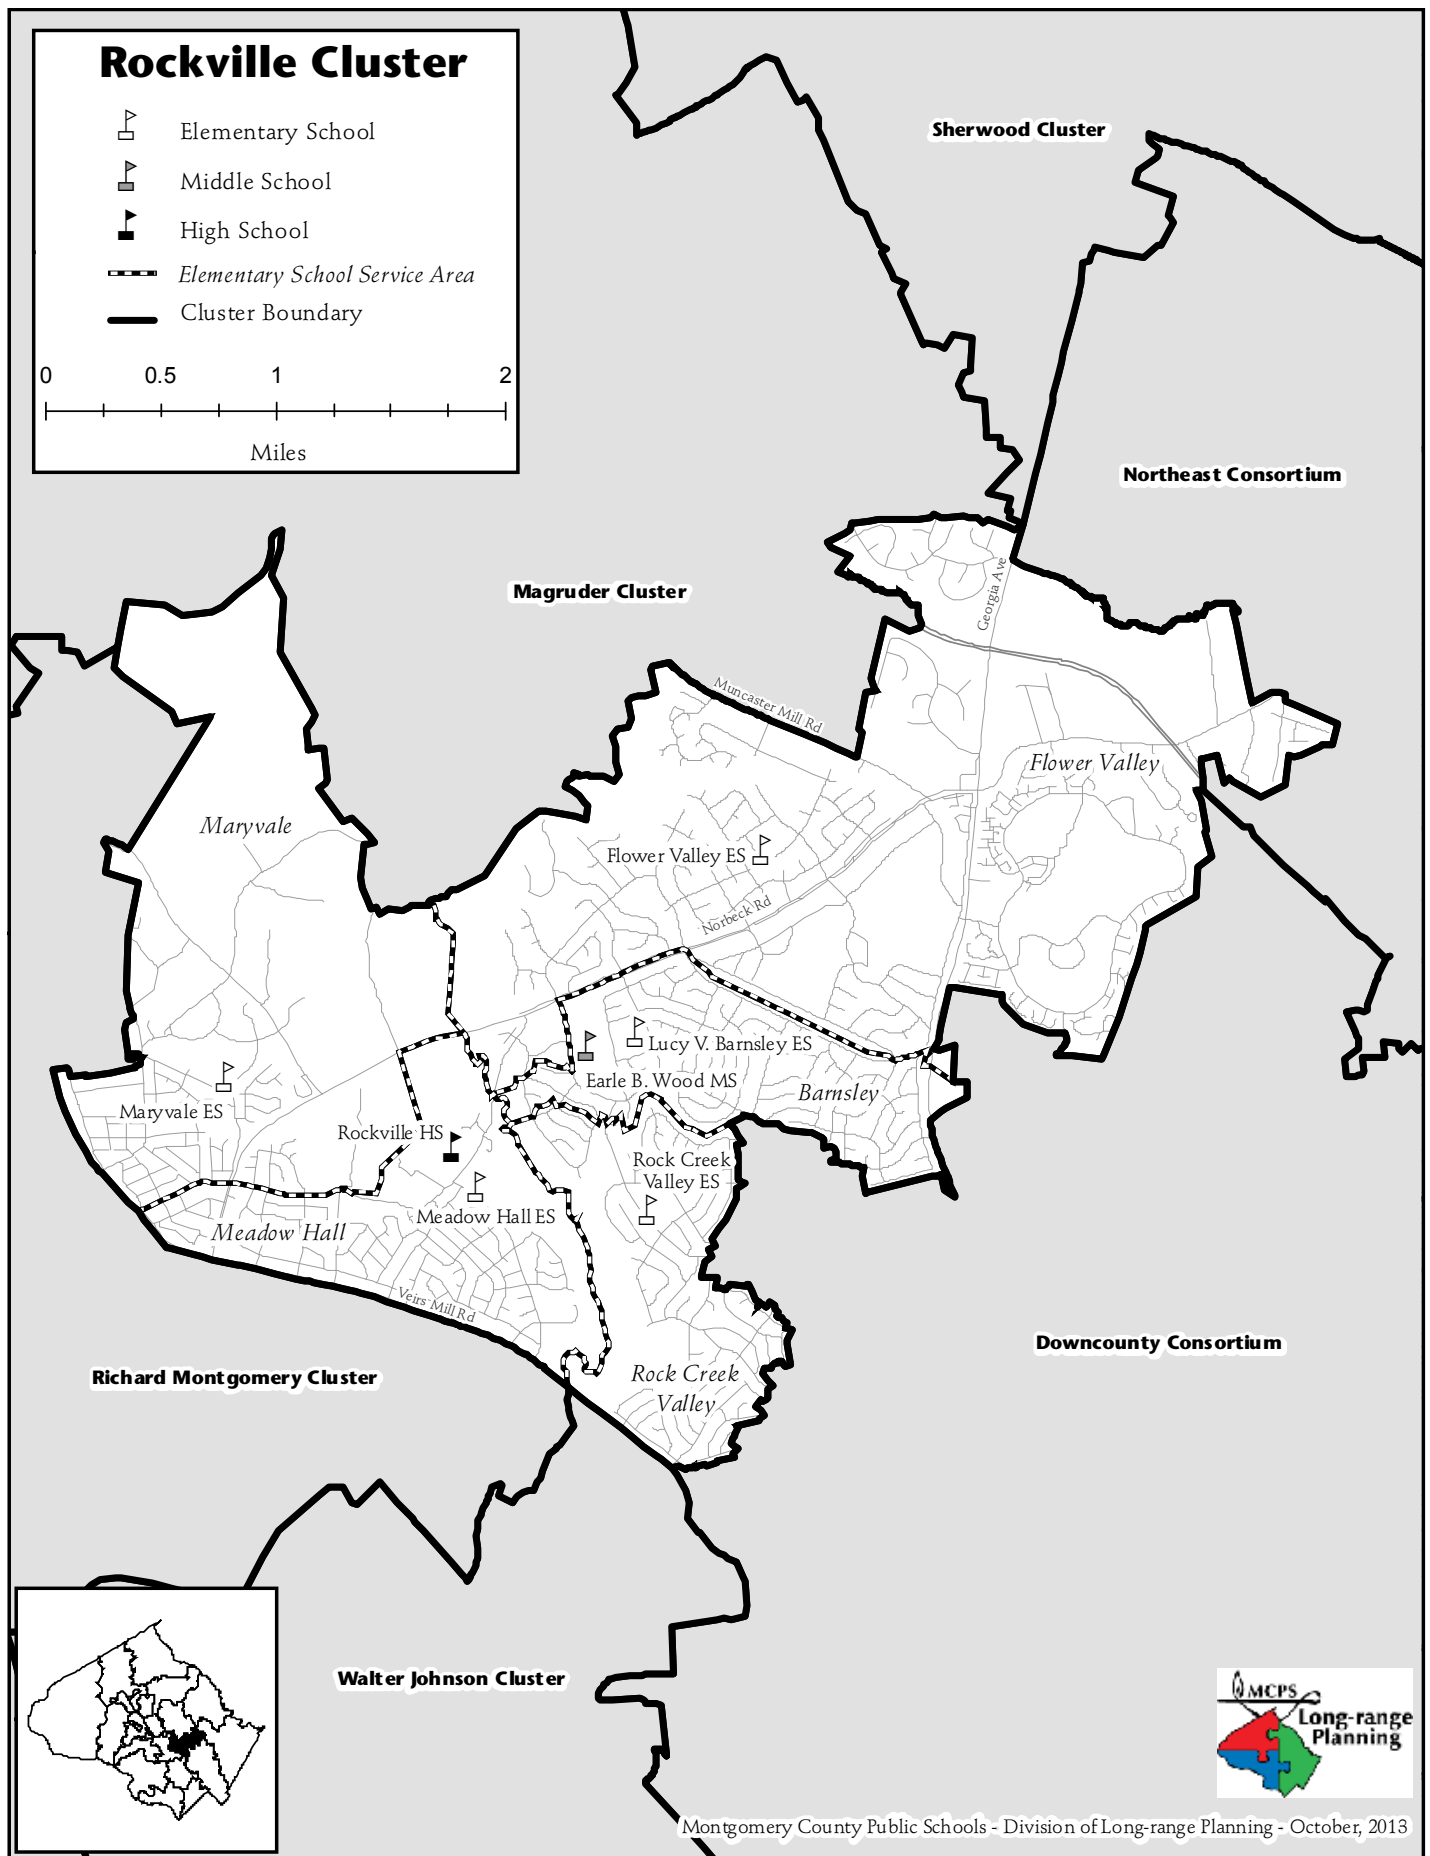 Rockville Cluster
Elementary School
Middle School
High School
Elementary School Service Area
Cluster Boundary
0 0.5 1 2
Miles
Sherwood Cluster
Northeast Consortium
Magruder Cluster
Georgia Ave
Muncaster Mill Rd
Flower Valley
Maryvale
Flower Valley ES
Norbeck Rd
Lucy V. Barnsley ES
Earle B. Wood MS
Barnsley
Maryvale ES
Rockville HS
Rock Creek
Valley ES
Meadow Hall ES
Meadow Hall
Veirs Mill Rd
Downcounty Consortium
Richard Montgomery Cluster
Rock Creek
Valley
Walter Johnson Cluster
MCPS
Long-range
Planning
Montgomery County Public Schools - Division of Long-range Planning - October, 2013